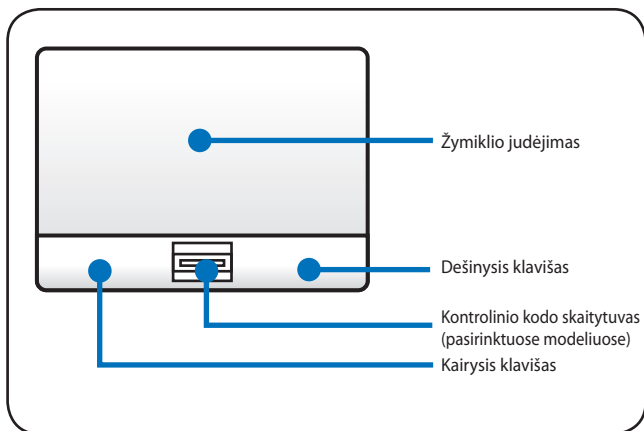 Žymiklio judėjimas
Dešinysis klavišas
Kontrolinio kodo skaitytuvas
(pasirinktuose modeliuose)
Kairysis klavišas